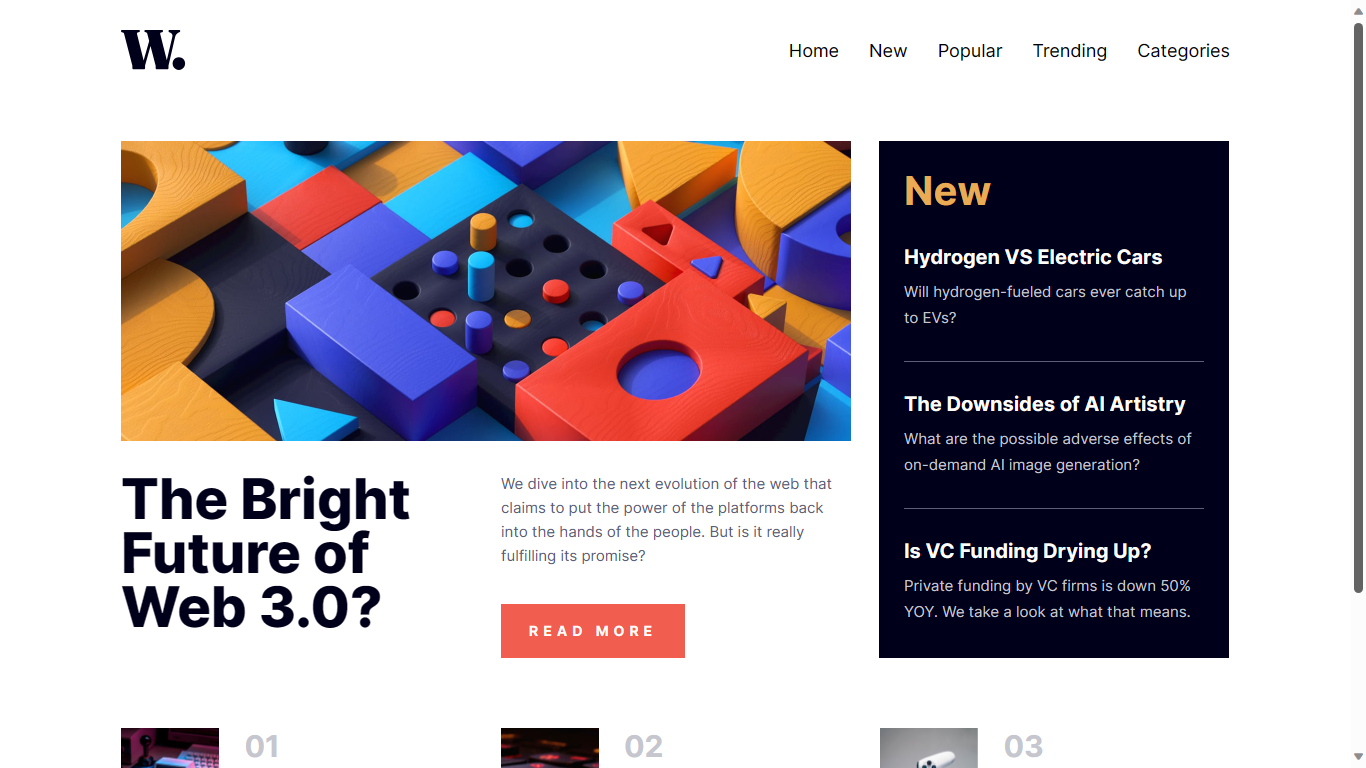 W.
Home New Popular Trending Categories
New
Hydrogen VS Electric Cars
Will hydrogen-fueled cars ever catch up
to EVs?
The Downsides of AI Artistry
What are the possible adverse effects of
on-demand AI image generation?
Is VC Funding Drying Up?
Private funding by VC firms is down 50%
YOY. We take a look at what that means.
The Bright
Future of
Web 3.0?
We dive into the next evolution of the web that
claims to put the power of the platforms back
into the hands of the people. But is it really
fulfilling its promise?
READ MORE
01
02
03